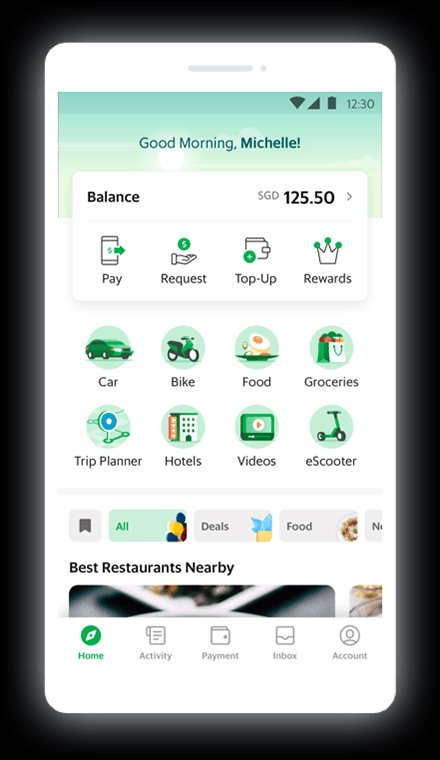 12:30
Good Morning, Michelle!
Balance SGD 125.50
Pay Request Top-Up Rewards
Car Bike Food Groceries
Trip Planner Hotels Videos eScooter
All Deals Food
Best Restaurants Nearby
Home Activity Payment Inbox Account